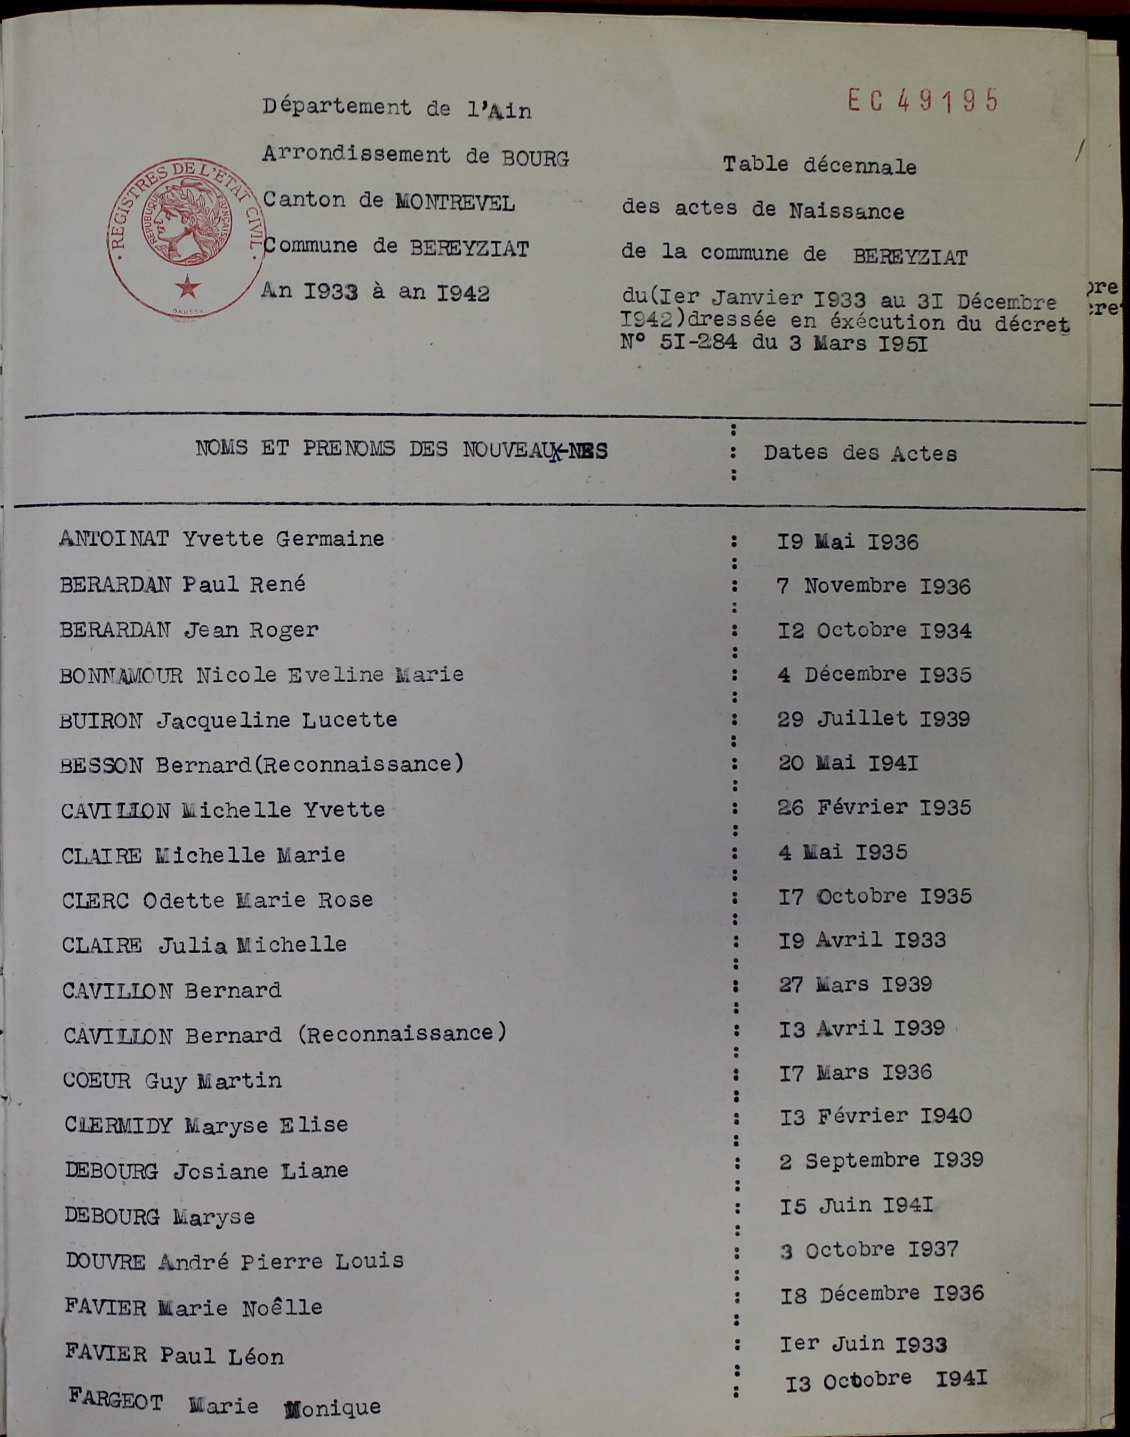 EC 49195
Département de l'Ain
Arrondissement de BOURG
Canton de MONTREVEL
Commune de BEREYZIAT
An I933 à an I942
REGISTRES DE L'ETAT CIVIL
REPUBLIQUE FRANÇAISE
Table décennale
des actes de Naissance
de la commune de BEREYZIAT
du(Ier Janvier I933 au 3I Décembre
I942)dressée en éxécution du décret
N° 5I-284 du 3 Mars I95I
NOMS ET PRENOMS DES NOUVEAUX-NES : Dates des Actes
ANTOINAT Yvette Germaine : I9 Mai I936
BERARDAN Paul René : 7 Novembre I936
BERARDAN Jean Roger : I2 Octobre I934
BONNAMOUR Nicole Eveline Marie : 4 Décembre I935
BUIRON Jacqueline Lucette : 29 Juillet I939
BESSON Bernard(Reconnaissance) : 20 Mai I94I
CAVILLON Michelle Yvette : 26 Février I935
CLAIRE Michelle Marie : 4 Mai I935
CLERC Odette Marie Rose : I7 Octobre I935
CLAIRE Julia Michelle : I9 Avril I933
CAVILLON Bernard : 27 Mars I939
CAVILLON Bernard (Reconnaissance) : I3 Avril I939
COEUR Guy Martin : I7 Mars I936
CLERMIDY Maryse Elise : I3 Février I940
DEBOURG Josiane Liane : 2 Septembre I939
DEBOURG Maryse : I5 Juin I94I
DOUVRE André Pierre Louis : 3 Octobre I937
FAVIER Marie Noêlle : I8 Décembre I936
FAVIER Paul Léon : Ier Juin I933
FARGEOT Marie Monique : I3 Octobre I94I